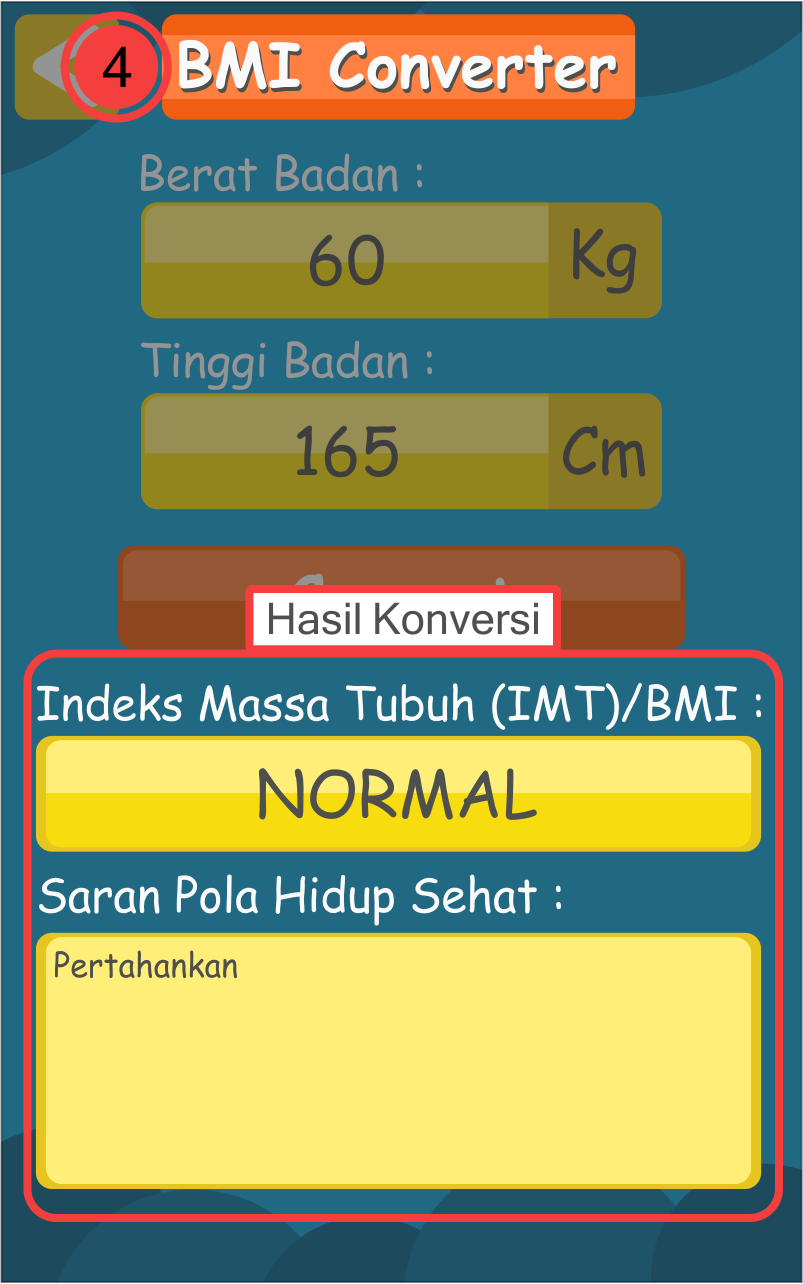 4
BMI Converter
Berat Badan :
60 Kg
Tinggi Badan :
165 Cm
Hasil Konversi
Indeks Massa Tubuh (IMT)/BMI :
NORMAL
Saran Pola Hidup Sehat :
Pertahankan